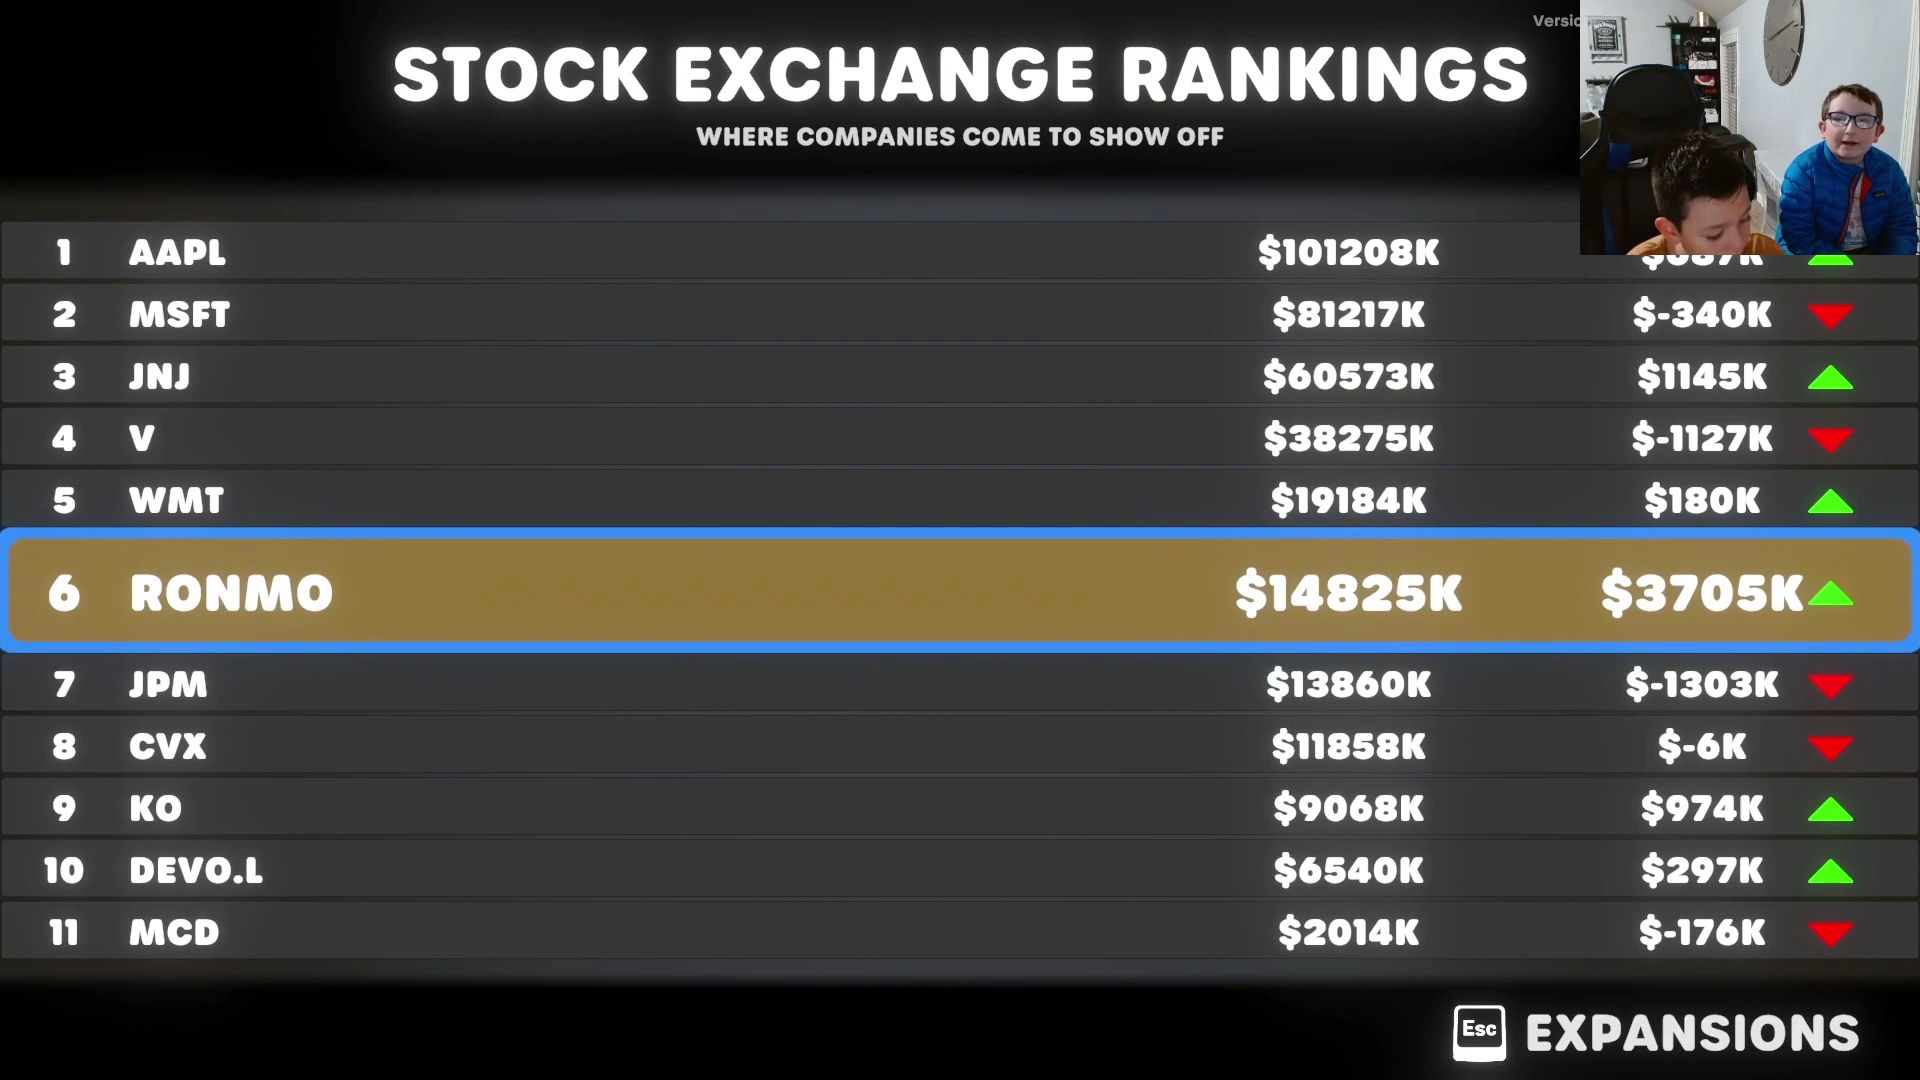 Versio
STOCK EXCHANGE RANKINGS
WHERE COMPANIES COME TO SHOW OFF
1 AAPL $101208K
2 MSFT $81217K $-340K
3 JNJ $60573K $1145K
4 V $38275K $-1127K
5 WMT $19184K $180K
6 RONMO $14825K $3705K
7 JPM $13860K $-1303K
8 CVX $11858K $-6K
9 KO $9068K $974K
10 DEVO.L $6540K $297K
11 MCD $2014K $-176K
Esc EXPANSIONS